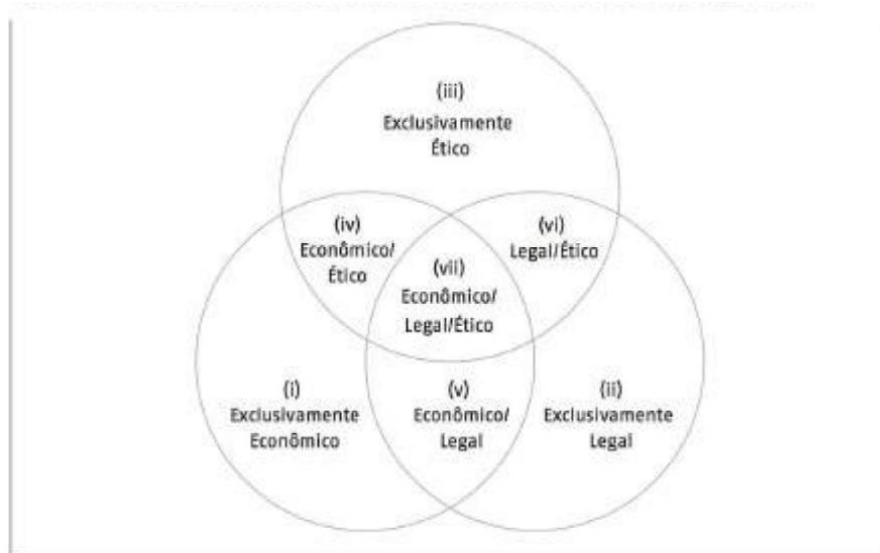 (iii)
Exclusivamente
Ético
(iv)
Econômico/
Ético
(vi)
Legal/Ético
(vii)
Econômico/
Legal/Ético
(i)
Exclusivamente
Econômico
(v)
Econômico/
Legal
(ii)
Exclusivamente
Legal